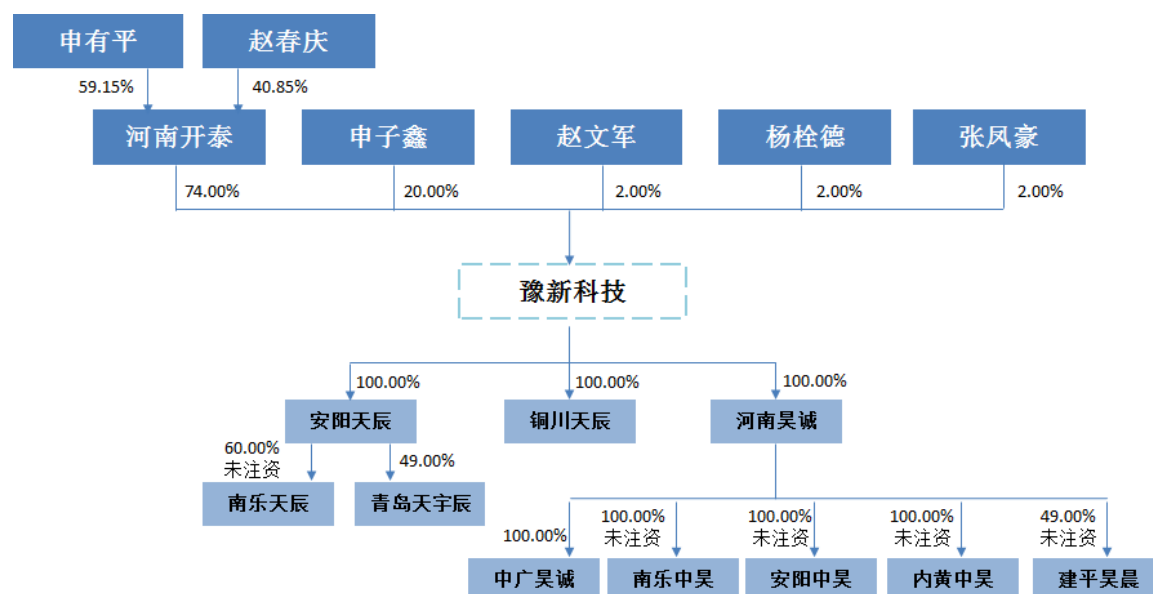 申有平
赵春庆
59.15%
40.85%
河南开泰
申子鑫
赵文军
杨栓德
张凤豪
74.00%
20.00%
2.00%
2.00%
2.00%
豫新科技
100.00%
100.00%
100.00%
安阳天辰
铜川天辰
河南昊诚
60.00%
未注资
49.00%
南乐天辰
青岛天宇辰
100.00%
100.00%
未注资
100.00%
未注资
100.00%
未注资
49.00%
未注资
中广昊诚
南乐中昊
安阳中昊
内黄中昊
建平昊晨